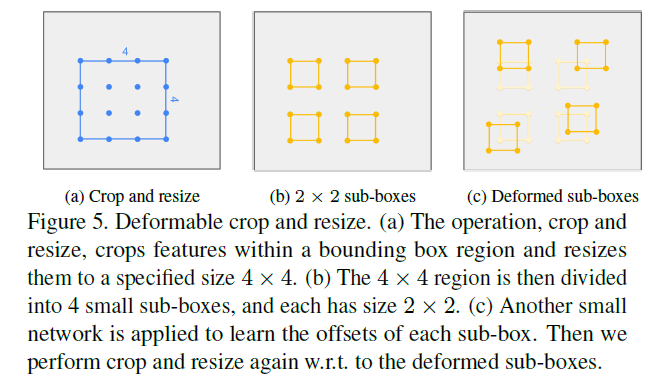 4
4
(a) Crop and resize
(b) 2 × 2 sub-boxes
(c) Deformed sub-boxes
Figure 5. Deformable crop and resize. (a) The operation, crop and
resize, crops features within a bounding box region and resizes
them to a specified size 4 × 4. (b) The 4 × 4 region is then divided
into 4 small sub-boxes, and each has size 2 × 2. (c) Another small
network is applied to learn the offsets of each sub-box. Then we
perform crop and resize again w.r.t. to the deformed sub-boxes.